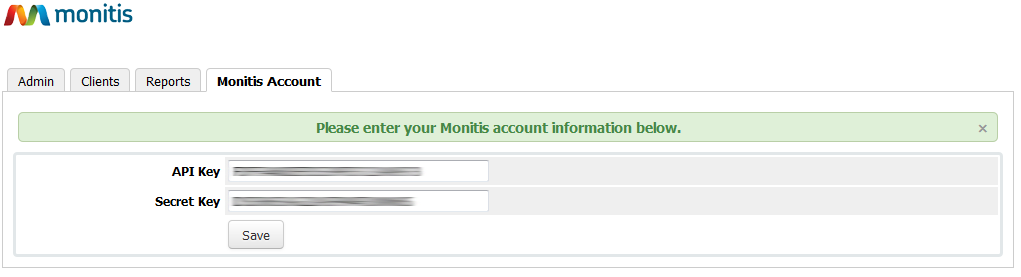 monitis
Admin Clients Reports Monitis Account
Please enter your Monitis account information below. ×
API Key
Secret Key
Save